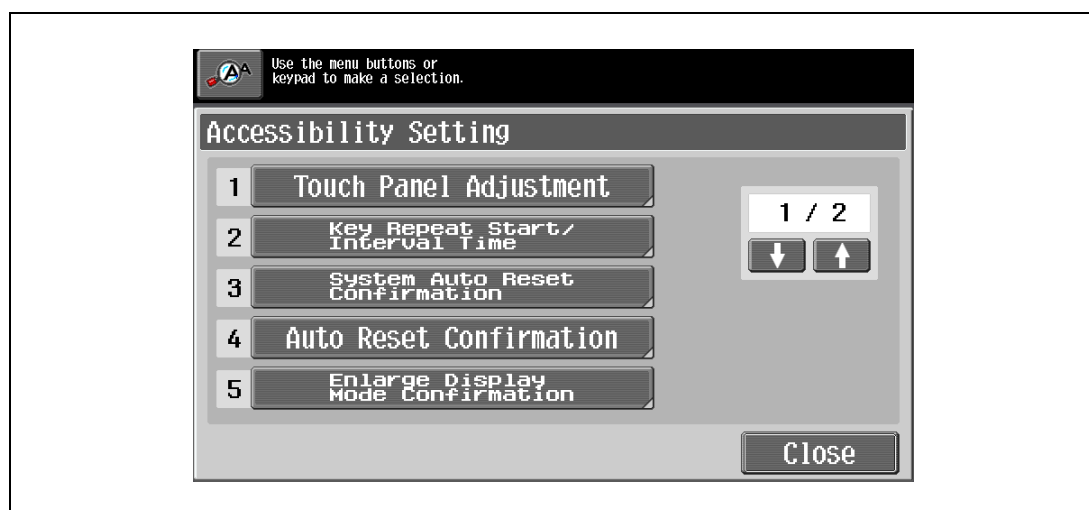 A A
Use the menu buttons or
keypad to make a selection.
Accessibility Setting
1 Touch Panel Adjustment
2 Key Repeat Start/
Interval Time
3 System Auto Reset
Confirmation
4 Auto Reset Confirmation
5 Enlarge Display
Mode Confirmation
1 / 2
Close